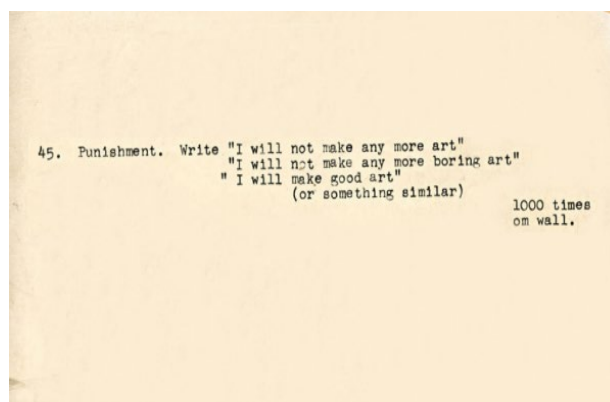 45. Punishment. Write "I will not make any more art"
"I will not make any more boring art"
" I will make good art"
(or something similar)
1000 times
om wall.